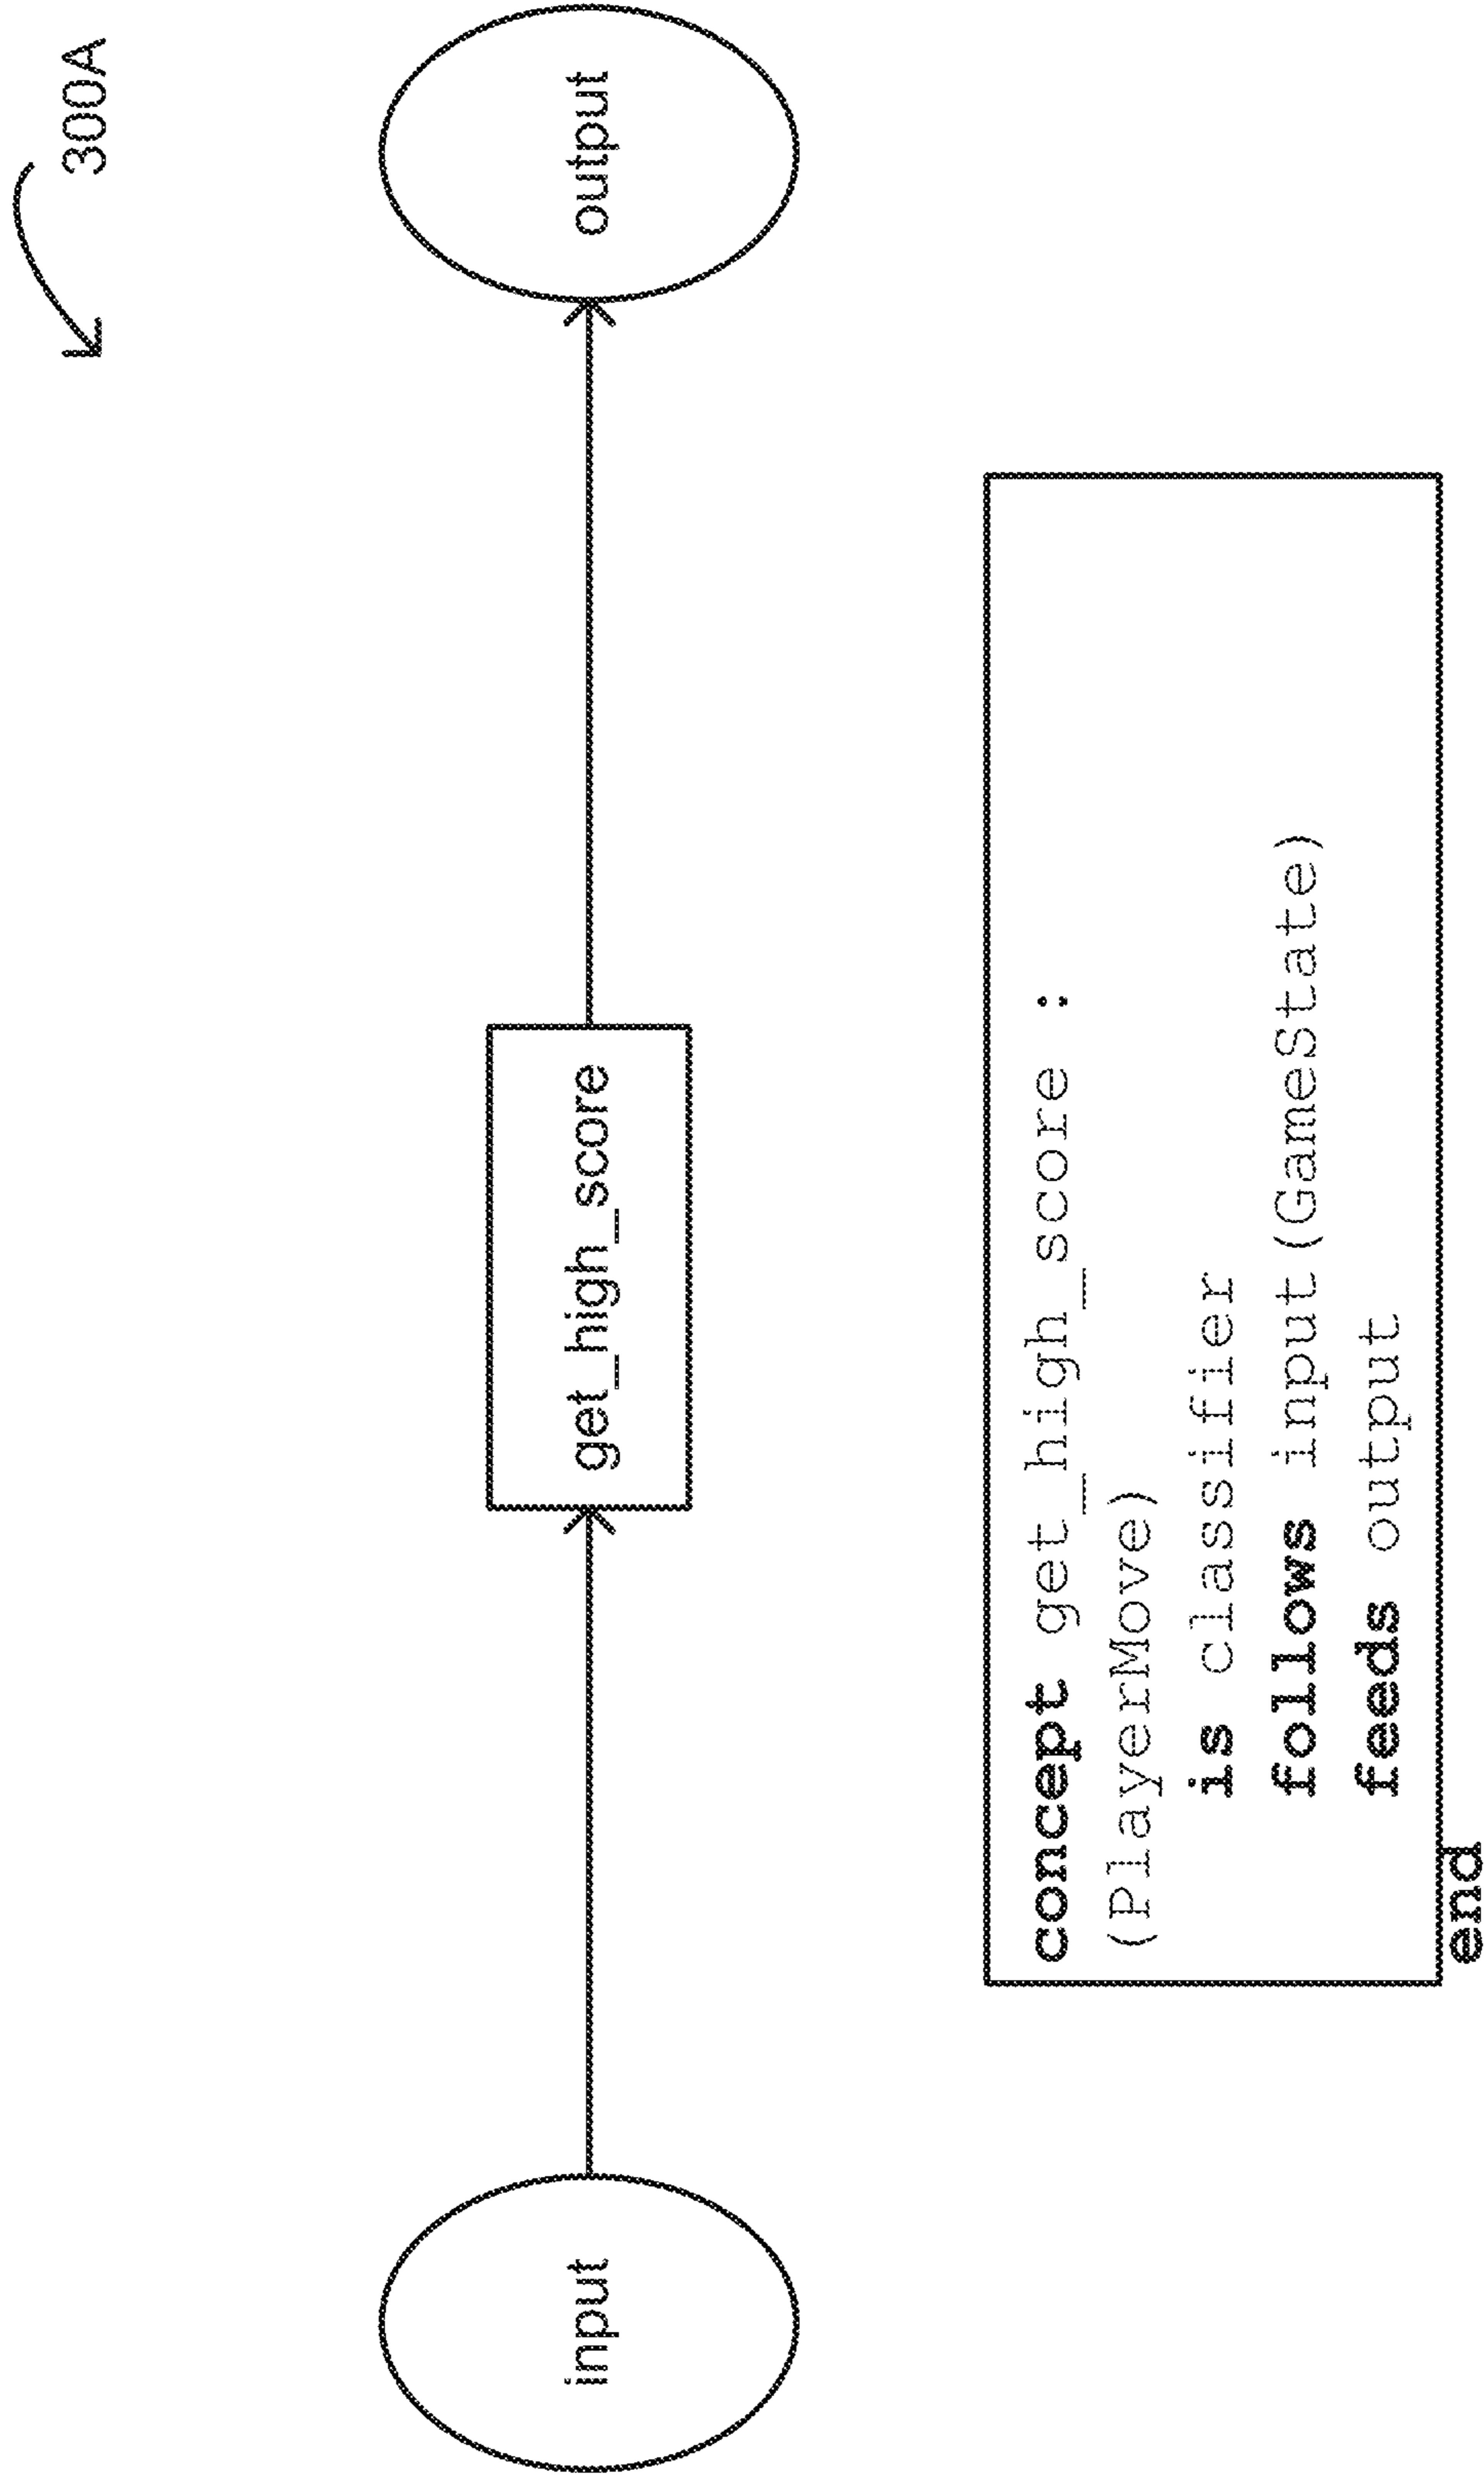 300A
input
get_high_score
output
concept get_high_score :
(PlayerMove)
is classifier
follows input(GameState)
feeds output
end